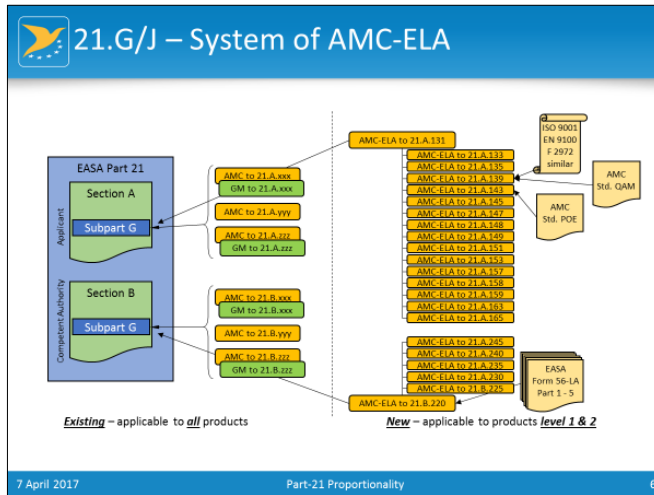 21.G/J – System of AMC-ELA
EASA Part 21
Applicant
Section A
Subpart G
Competent Authority
Section B
Subpart G
AMC to 21.A.xxx
GM to 21.A.xxx
AMC to 21.A.yyy
AMC to 21.A.zzz
GM to 21.A.zzz
AMC to 21.B.xxx
GM to 21.B.xxx
AMC to 21.B.yyy
AMC to 21.B.zzz
GM to 21.B.zzz
Existing – applicable to all products
AMC-ELA to 21.A.131
AMC-ELA to 21.A.133
AMC-ELA to 21.A.135
AMC-ELA to 21.A.139
AMC-ELA to 21.A.143
AMC-ELA to 21.A.145
AMC-ELA to 21.A.147
AMC-ELA to 21.A.148
AMC-ELA to 21.A.149
AMC-ELA to 21.A.151
AMC-ELA to 21.A.153
AMC-ELA to 21.A.157
AMC-ELA to 21.A.158
AMC-ELA to 21.A.159
AMC-ELA to 21.A.163
AMC-ELA to 21.A.165
ISO 9001
EN 9100
F 2972
similar
AMC
Std. QAM
AMC
Std. POE
AMC-ELA to 21.A.245
AMC-ELA to 21.A.240
AMC-ELA to 21.A.235
AMC-ELA to 21.A.230
AMC-ELA to 21.B.225
AMC-ELA to 21.B.220
EASA
Form 56-LA
Part 1 - 5
New – applicable to products level 1 & 2
7 April 2017
Part-21 Proportionality
6